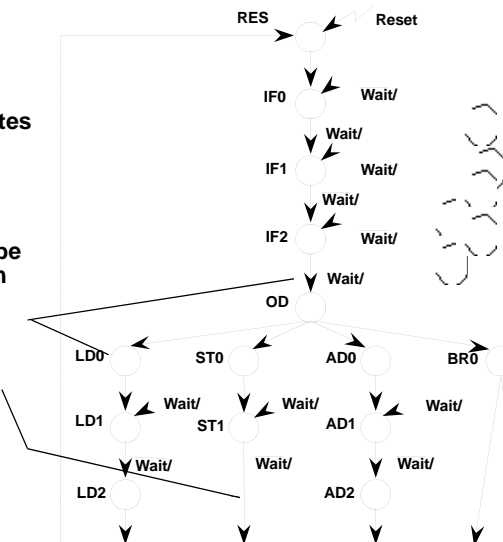 RES Reset
IF0 Wait/
tes
Wait/
IF1 Wait/
Wait/
IF2 Wait/
be
n
Wait/
OD
LD0 ST0 AD0 BR0
LD1 Wait/ ST1 Wait/ AD1 Wait/
Wait/ Wait/ Wait/
LD2 AD2